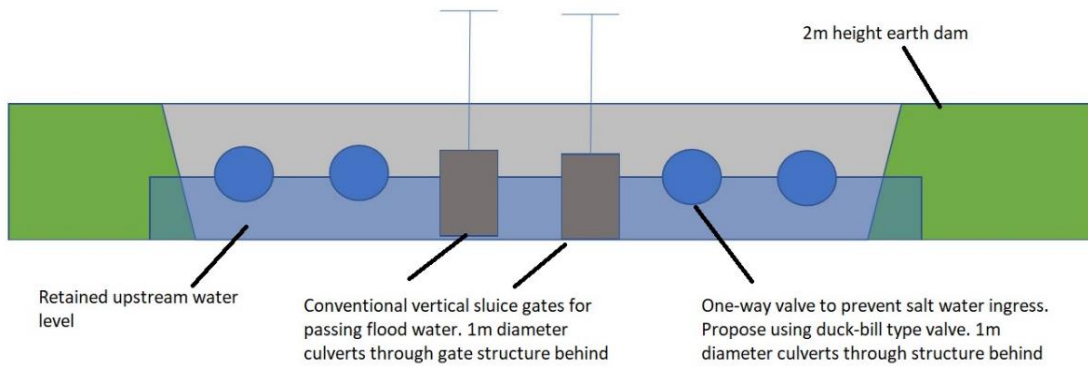 2m height earth dam
Retained upstream water
level
Conventional vertical sluice gates for
passing flood water. 1m diameter
culverts through gate structure behind
One-way valve to prevent salt water ingress.
Propose using duck-bill type valve. 1m
diameter culverts through structure behind